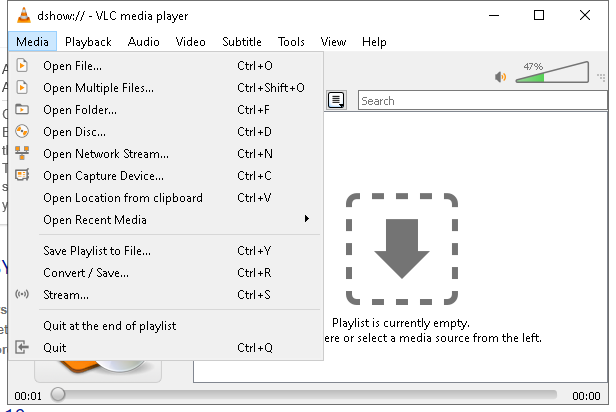 dshow:// - VLC media player
Media Playback Audio Video Subtitle Tools View Help
Open File... Ctrl+O
Open Multiple Files... Ctrl+Shift+O
Open Folder... Ctrl+F
Open Disc... Ctrl+D
Open Network Stream... Ctrl+N
Open Capture Device... Ctrl+C
Open Location from clipboard Ctrl+V
Open Recent Media
Save Playlist to File... Ctrl+Y
Convert / Save... Ctrl+R
Stream... Ctrl+S
Quit at the end of playlist
Quit Ctrl+Q
47%
Search
Playlist is currently empty.
or select a media source from the left.
00:01 00:00